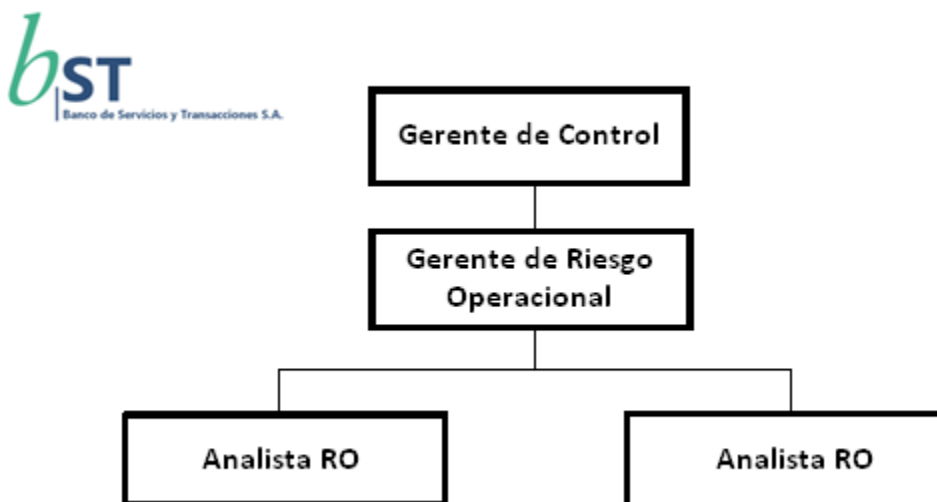 bST
Banco de Servicios y Transacciones S.A.
Gerente de Control
Gerente de Riesgo
Operacional
Analista RO
Analista RO